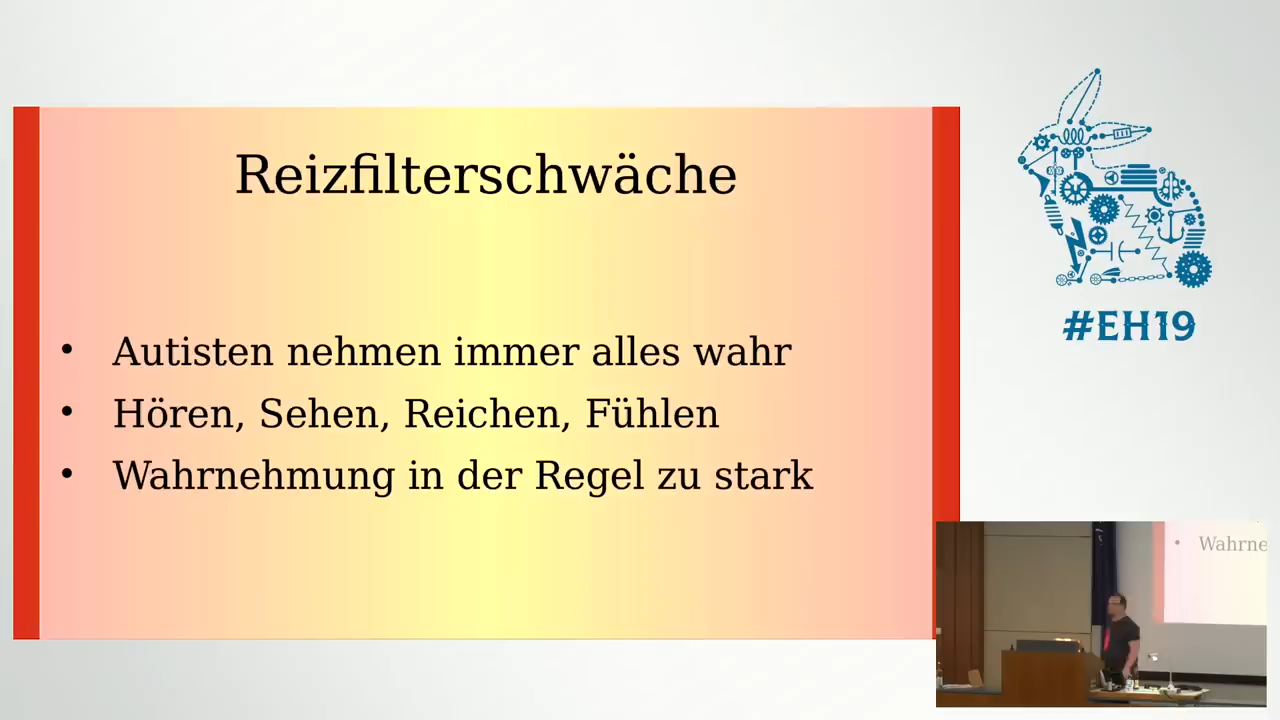 Reizfilterschwäche
• Autisten nehmen immer alles wahr
• Hören, Sehen, Reichen, Fühlen
• Wahrnehmung in der Regel zu stark
#EH19
• Wahrne